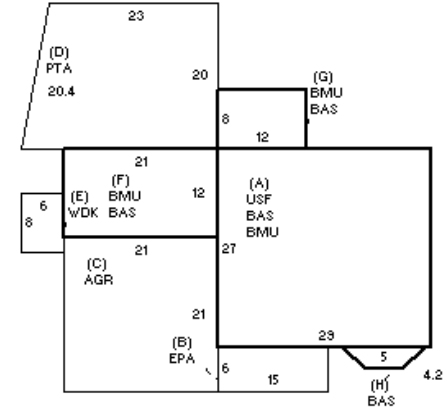 23
(D)
PTA
20.4
20
(G)
BMU
BAS
8
12
21
(F)
BMU
BAS
12
(A)
USF
BAS
BMU
6
(E)
WDK
8
27
21
(C)
AGR
21
(B)
EPA
29
6
15
5
4.2
(H)
BAS